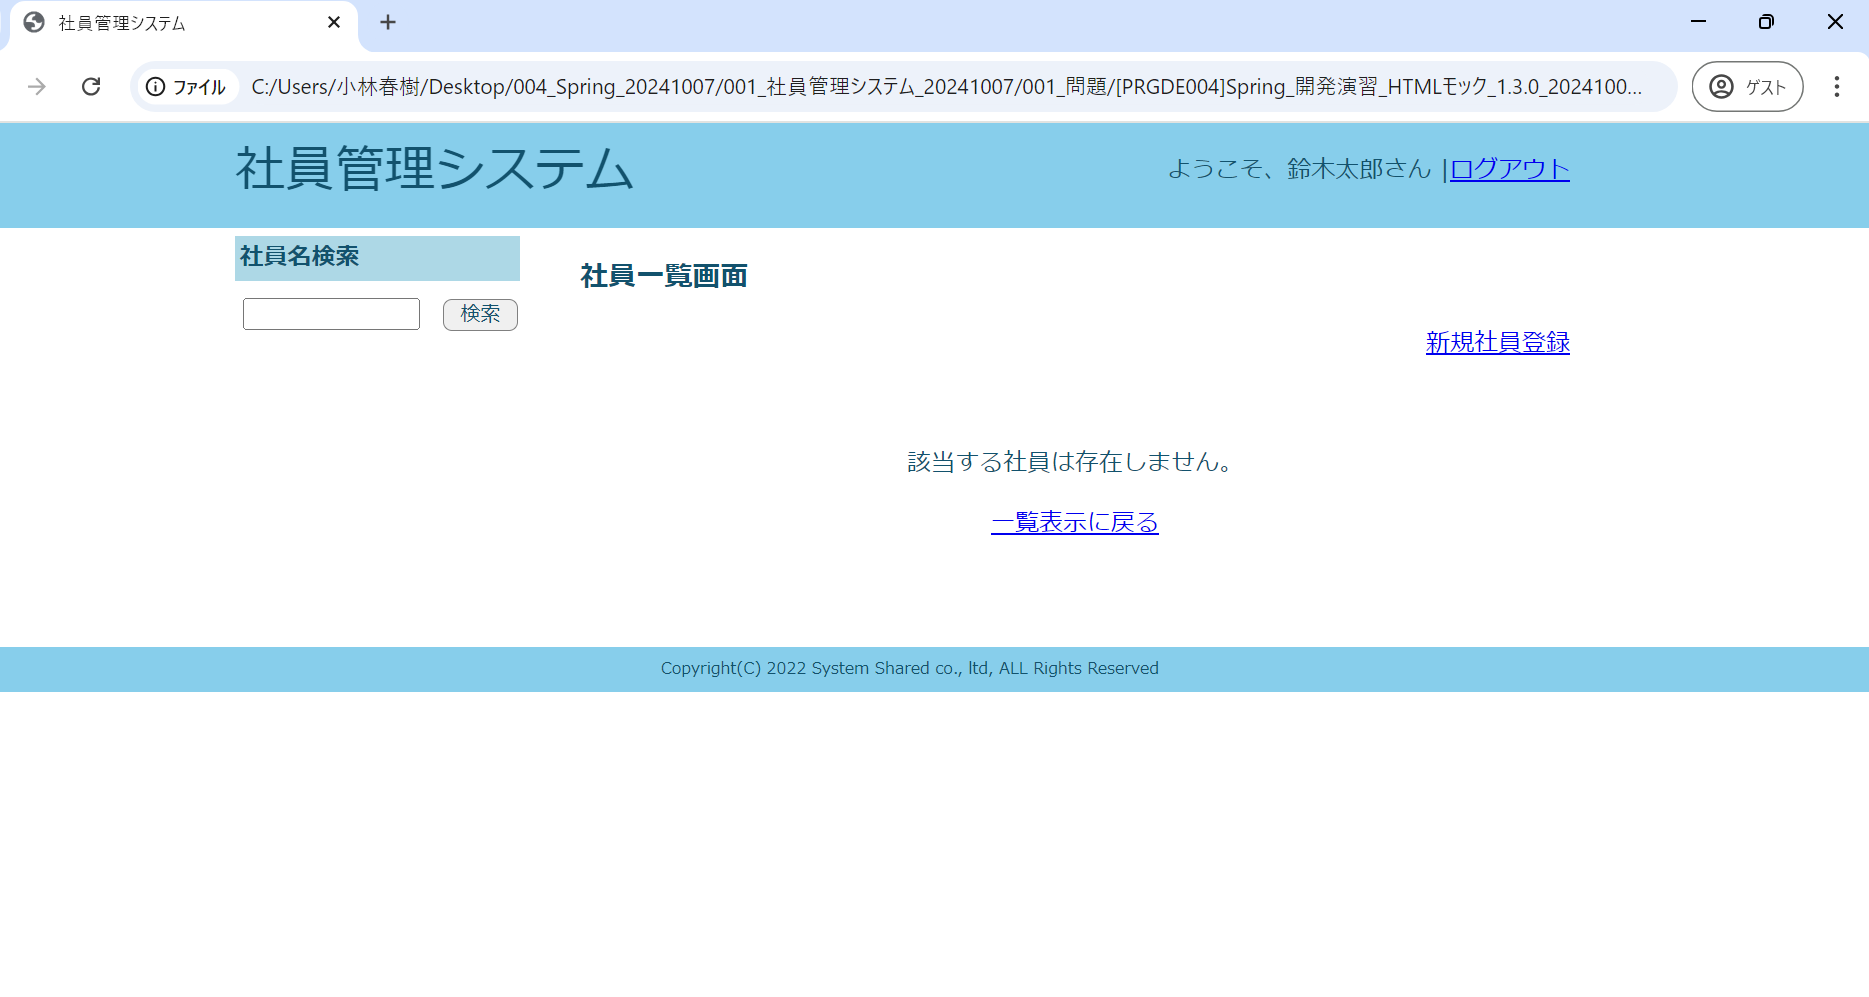 社員管理システム
ファイル
C:/Users/小林春樹/Desktop/004_Spring_20241007/001_社員管理システム_20241007/001_問題/[PRGDE004]Spring_開発演習_HTMLモック_1.3.0_2024100...
ゲスト
社員管理システム
ようこそ、鈴木太郎さん |ログアウト
社員名検索
検索
社員一覧画面
新規社員登録
該当する社員は存在しません。
一覧表示に戻る
Copyright(C) 2022 System Shared co., ltd, ALL Rights Reserved